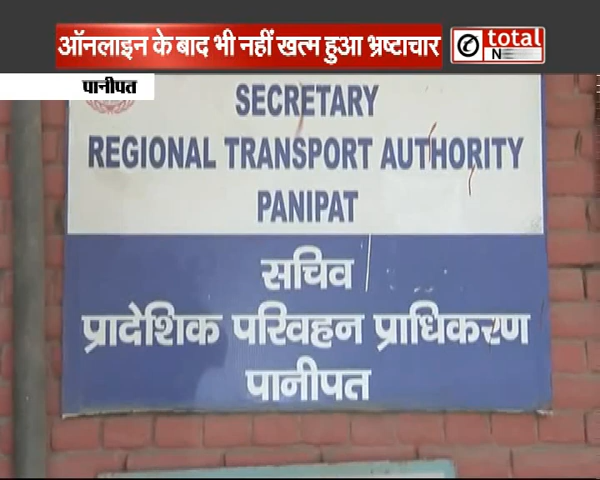 ऑनलाइन के बाद भी नहीं खत्म हुआ भ्रष्टाचार
total
N
पानीपत
SECRETARY
REGIONAL TRANSPORT AUTHORITY
PANIPAT
सचिव
प्रादेशिक परिवहन प्राधिकरण
पानीपत